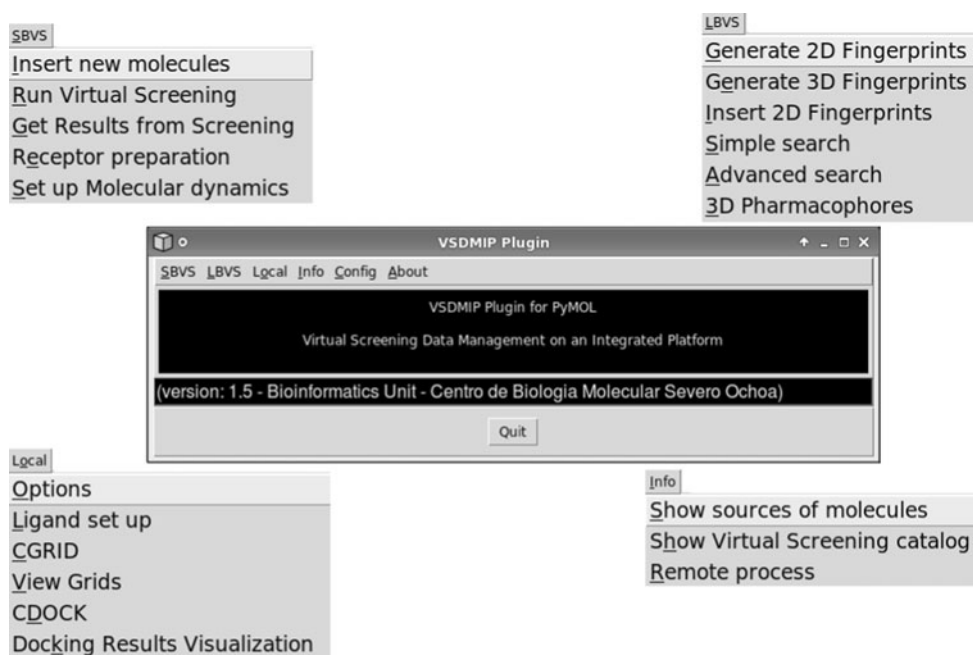 SBVS
Insert new molecules
Run Virtual Screening
Get Results from Screening
Receptor preparation
Set up Molecular dynamics
LBVS
Generate 2D Fingerprints
Generate 3D Fingerprints
Insert 2D Fingerprints
Simple search
Advanced search
3D Pharmacophores
VSDMIP Plugin
SBVS LBVS Local Info Config About
VSDMIP Plugin for PyMOL
Virtual Screening Data Management on an Integrated Platform
(version: 1.5 - Bioinformatics Unit - Centro de Biologia Molecular Severo Ochoa)
Quit
Local
Options
Ligand set up
CGRID
View Grids
CDOCK
Docking Results Visualization
Info
Show sources of molecules
Show Virtual Screening catalog
Remote process